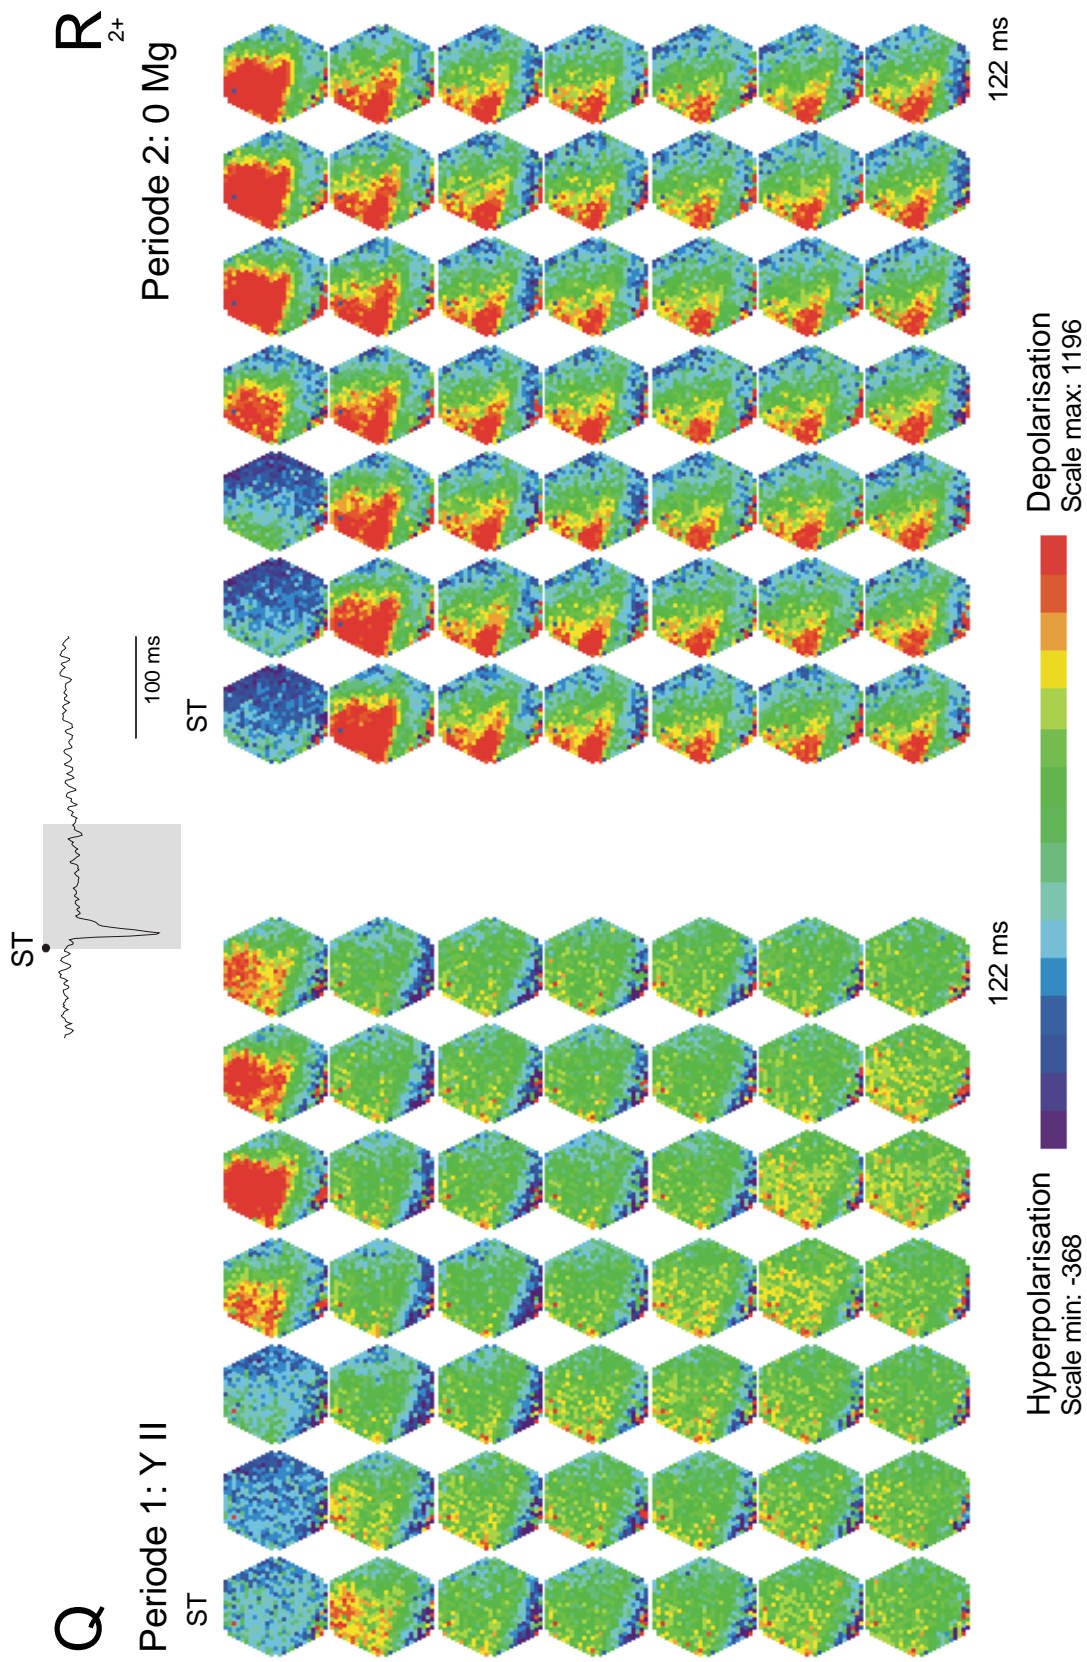 Q
Periode 1: Y II
ST
122 ms
ST
100 ms
R
Periode 2: 0 Mg2+
ST
122 ms
Hyperpolarisation
Scale min: -368
Depolarisation
Scale max: 1196